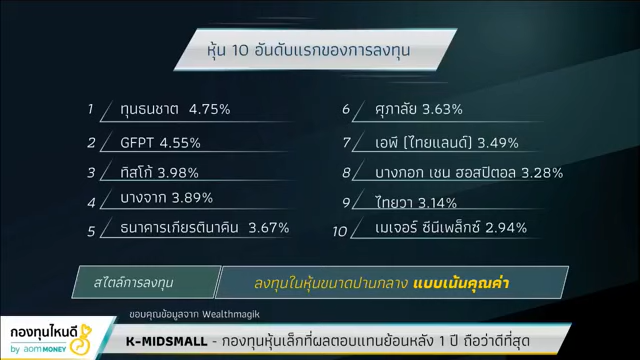 หุ้น 10 อันดับแรกของการลงทุน
1 ทุนธนชาต 4.75%
2 GFPT 4.55%
3 ทิสโก้ 3.98%
4 บางจาก 3.89%
5 ธนาคารเกียรตินาคิน 3.67%
6 ศุภาลัย 3.63%
7 เอพี (ไทยแลนด์) 3.49%
8 บางกอก เชน ฮอสปิตอล 3.28%
9 ไทยวา 3.14%
10 เมเจอร์ ซีนีเพล็กซ์ 2.94%
สไตล์การลงทุน
ลงทุนในหุ้นขนาดปานกลาง แบบเน้นคุณค่า
ขอบคุณข้อมูลจาก Wealthmagik
กองทุนไหนดี
by aomMONEY
K-MIDSMALL - กองทุนหุ้นเล็กที่ผลตอบแทนย้อนหลัง 1 ปี ถือว่าดีที่สุด